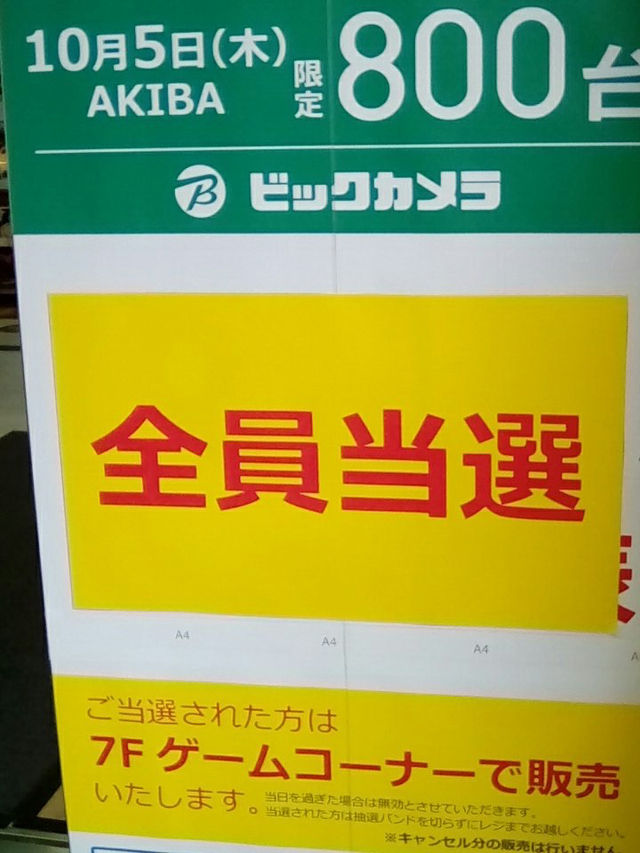 10月5日(木)
AKIBA
限定
800台
ビックカメラ
全員当選
A4
A4
A4
ご当選された方は
7F ゲームコーナーで販売
いたします。
当日を過ぎた場合は無効とさせていただきます。
当選された方は抽選バンドを切らずにレジまでお越しください。
※キャンセル分の販売は行いません